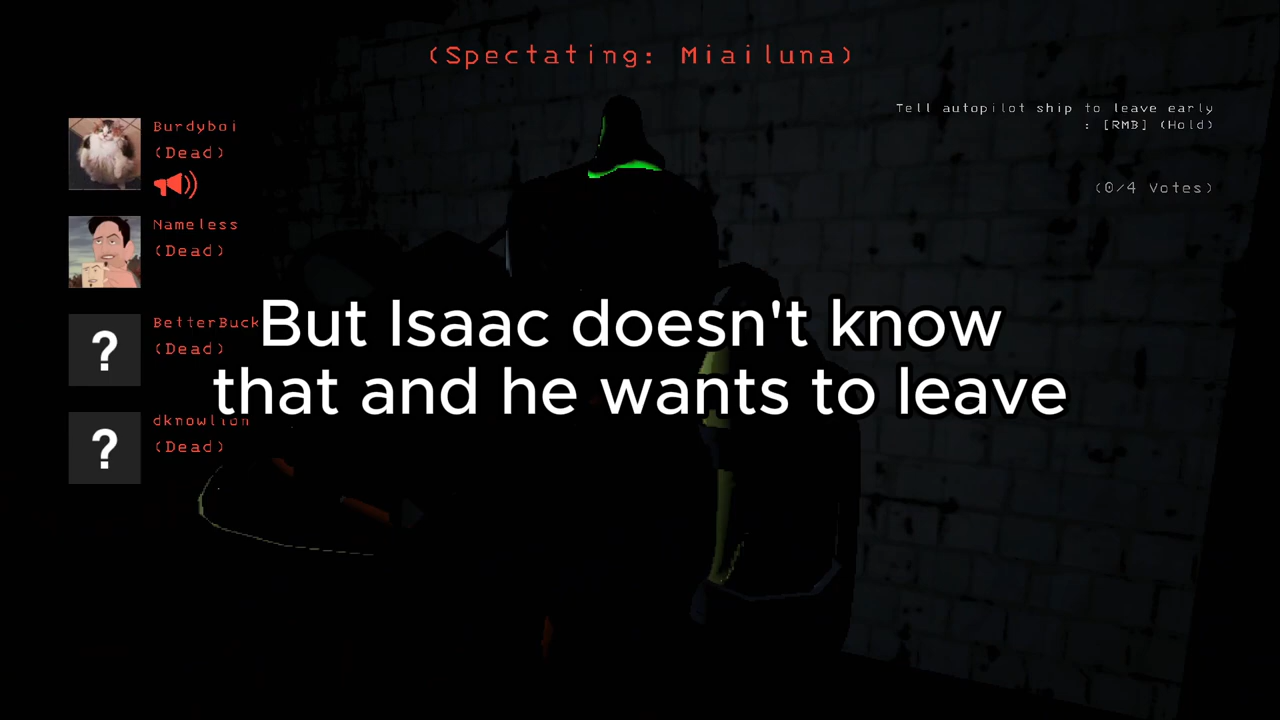 (Spectating: Miailuna)
Tell autopilot ship to leave early
: [RMB] (Hold)
(0/4 Votes)
Burdyboi
(Dead)
Nameless
(Dead)
?
BetterBuck
(Dead)
?
dknowlton
(Dead)
But Isaac doesn't know
that and he wants to leave